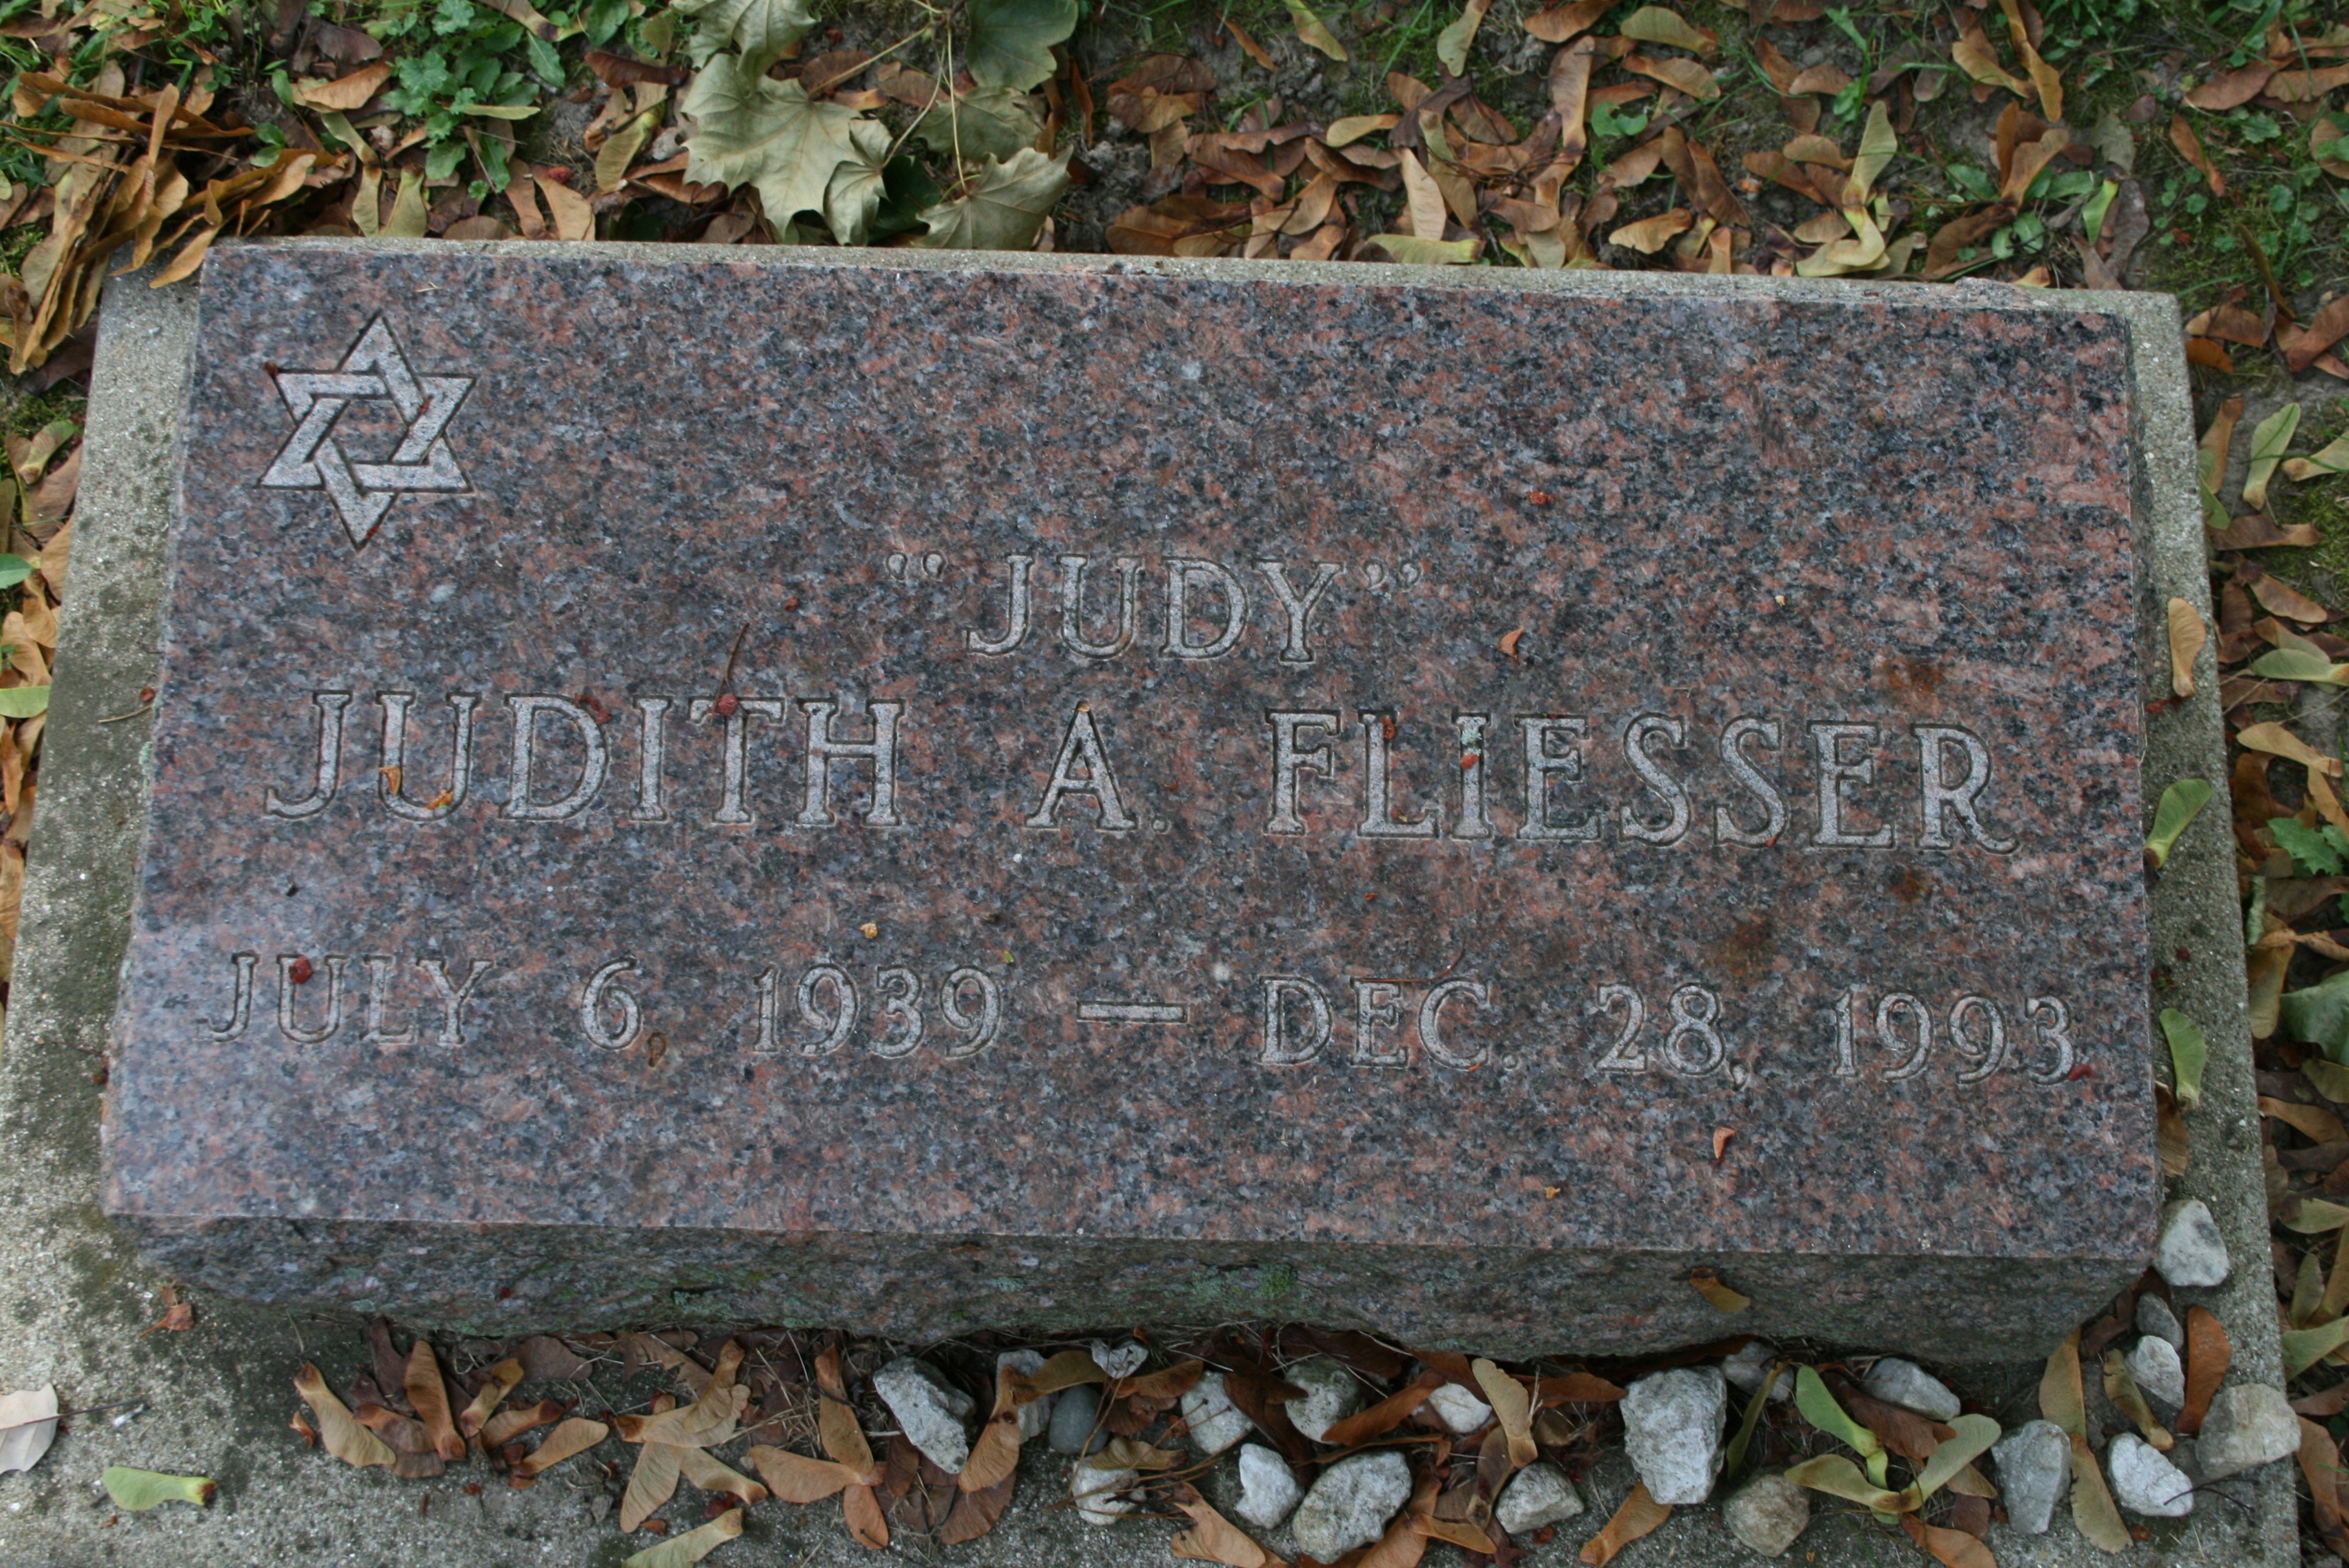 “JUDY”
JUDITH A. FLIESSER
JULY 6, 1939 — DEC. 28, 1993